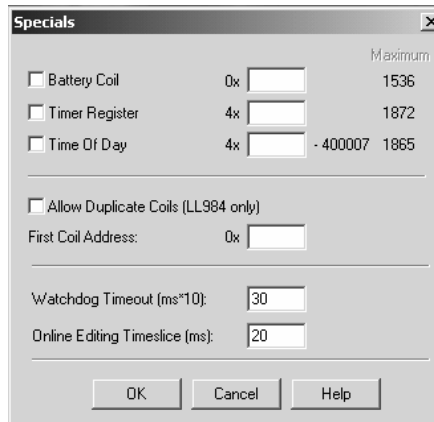 Specials
Maximum
Battery Coil 0x 1536
Timer Register 4x 1872
Time Of Day 4x - 400007 1865
Allow Duplicate Coils (LL984 only)
First Coil Address: 0x
Watchdog Timeout (ms*10): 30
Online Editing Timeslice (ms): 20
OK Cancel Help